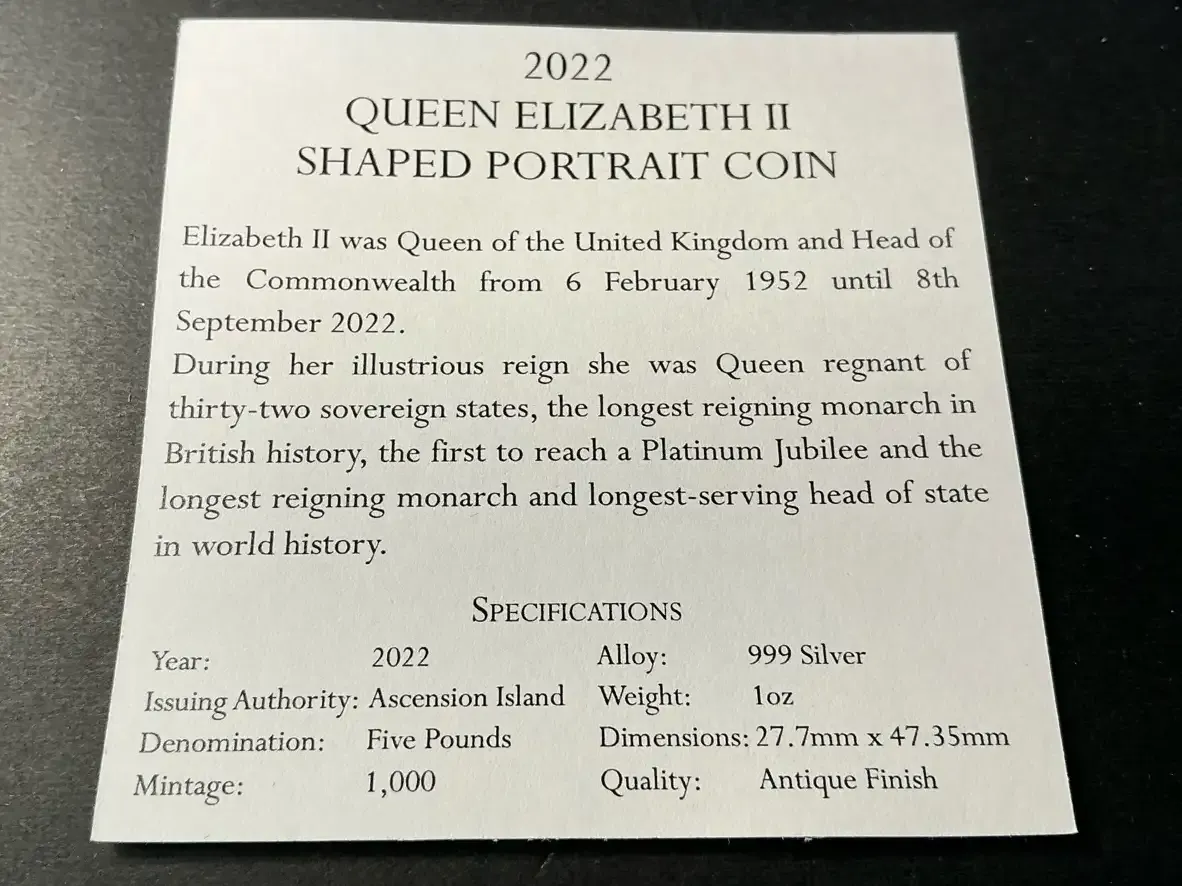 2022
QUEEN ELIZABETH II
SHAPED PORTRAIT COIN
Elizabeth II was Queen of the United Kingdom and Head of
the Commonwealth from 6 February 1952 until 8th
September 2022.
During her illustrious reign she was Queen regnant of
thirty-two sovereign states, the longest reigning monarch in
British history, the first to reach a Platinum Jubilee and the
longest reigning monarch and longest-serving head of state
in world history.
SPECIFICATIONS
Year: 2022 Alloy: 999 Silver
Issuing Authority: Ascension Island Weight: 1oz
Denomination: Five Pounds Dimensions: 27.7mm x 47.35mm
Mintage: 1,000 Quality: Antique Finish